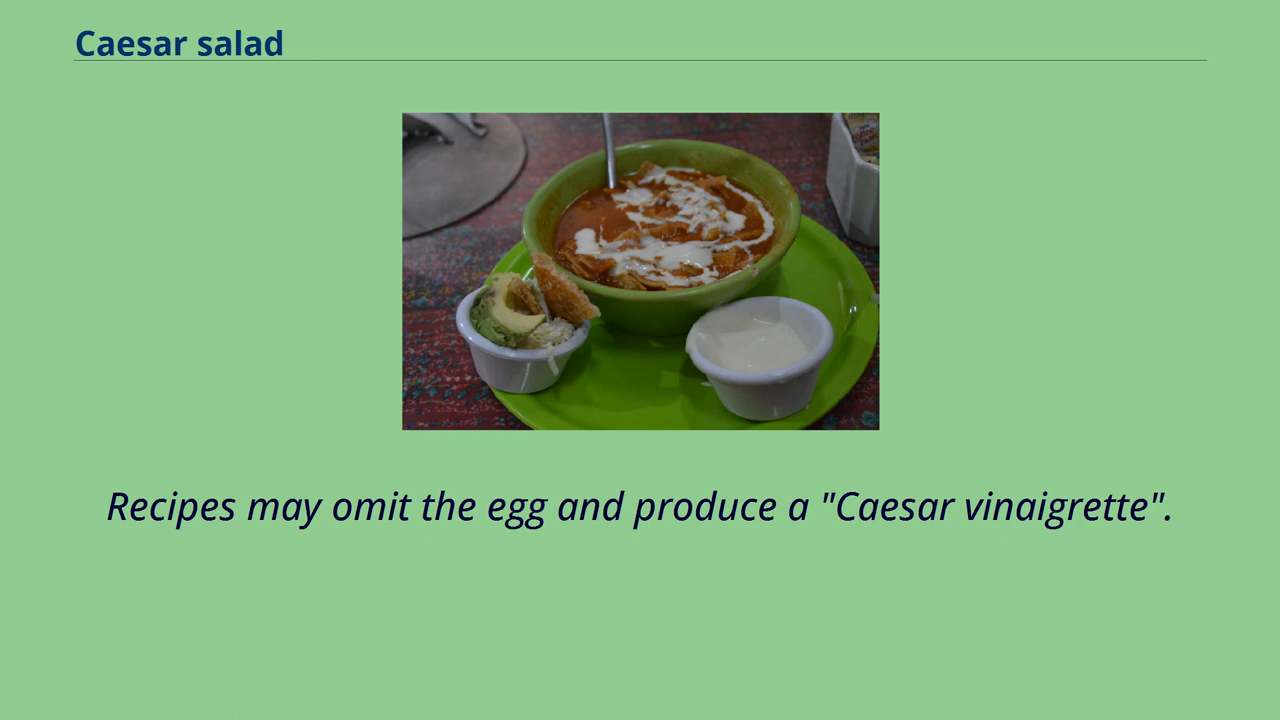 Caesar salad
Recipes may omit the egg and produce a "Caesar vinaigrette".